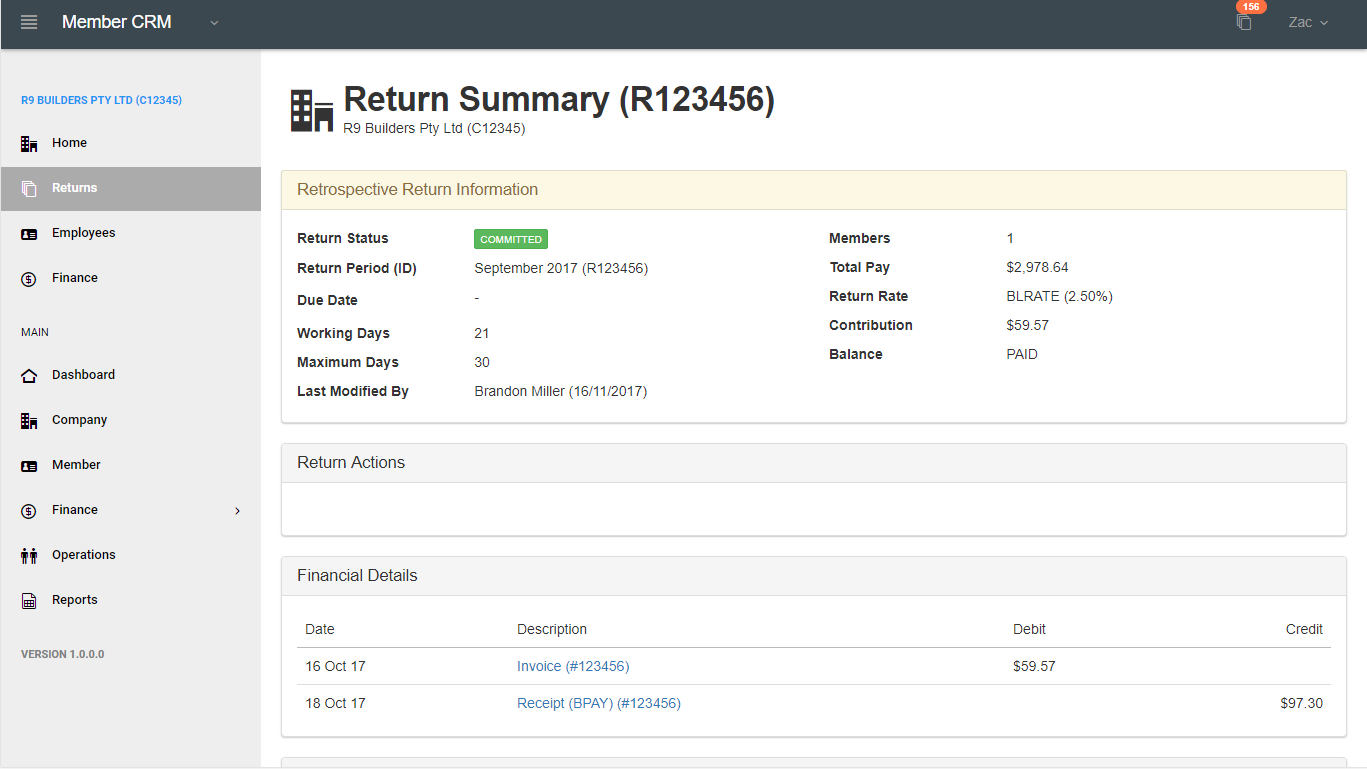 Member CRM
156
Zac
R9 BUILDERS PTY LTD (C12345)
Home
Returns
Employees
Finance
MAIN
Dashboard
Company
Member
Finance
Operations
Reports
VERSION 1.0.0.0
Return Summary (R123456)
R9 Builders Pty Ltd (C12345)
Retrospective Return Information
Return Status COMMITTED
Return Period (ID) September 2017 (R123456)
Due Date -
Working Days 21
Maximum Days 30
Last Modified By Brandon Miller (16/11/2017)
Members 1
Total Pay $2,978.64
Return Rate BLRATE (2.50%)
Contribution $59.57
Balance PAID
Return Actions
Financial Details
Date Description Debit Credit
16 Oct 17 Invoice (#123456) $59.57
18 Oct 17 Receipt (BPAY) (#123456) $97.30